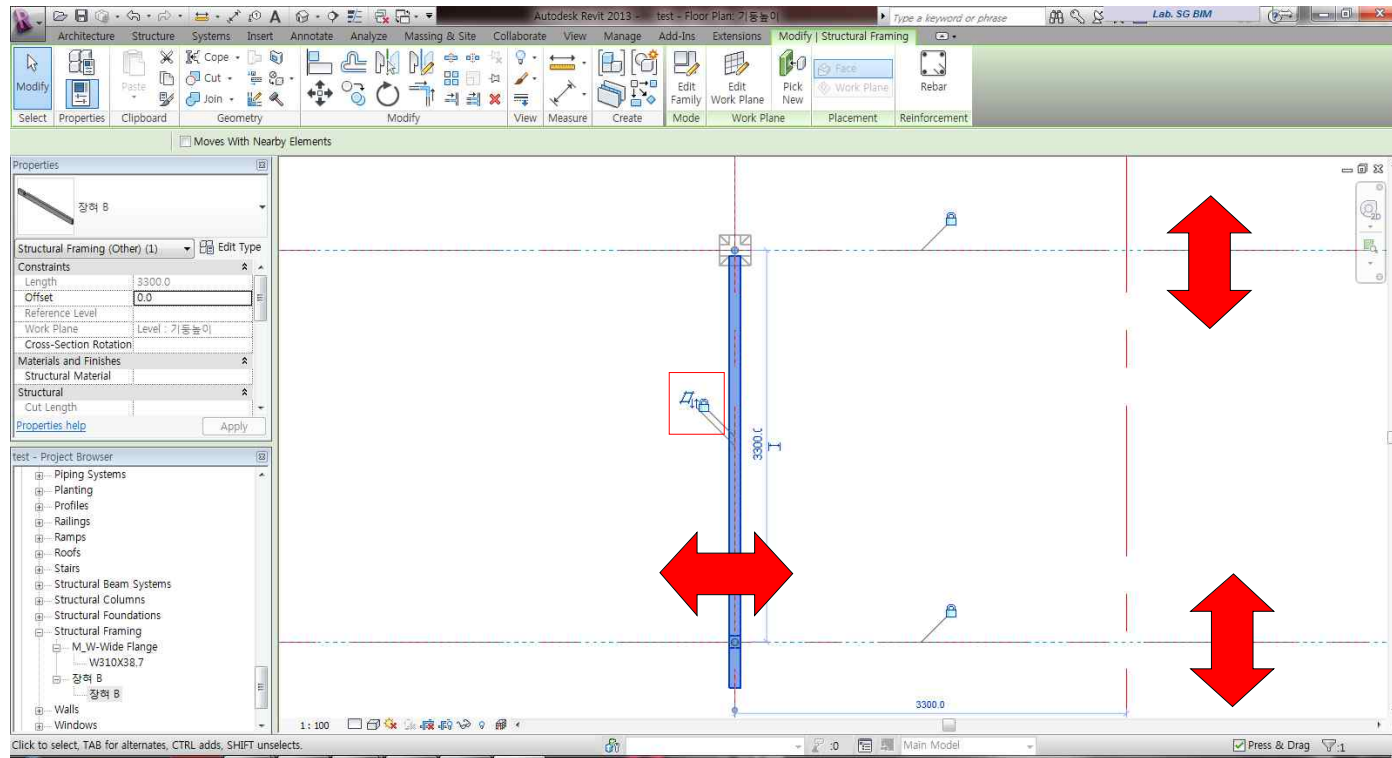 Autodesk Revit 2013 - test - Floor Plan: 기둥높이
Type a keyword or phrase
Lab. SG BIM
Architecture Structure Systems Insert Annotate Analyze Massing & Site Collaborate View Manage Add-Ins Extensions Modify | Structural Framing
Modify Paste Cope Cut Join Edit Family Edit Work Plane Pick New Face Work Plane Rebar
Select Properties Clipboard Geometry Modify View Measure Create Mode Work Plane Placement Reinforcement
Moves With Nearby Elements
Properties
장혀 B
Structural Framing (Other) (1) Edit Type
Constraints
Length 3300.0
Offset 0.0
Reference Level
Work Plane Level : 기둥높이
Cross-Section Rotation
Materials and Finishes
Structural Material
Structural
Cut Length
Properties help Apply
test - Project Browser
Piping Systems
Planting
Profiles
Railings
Ramps
Roofs
Stairs
Structural Beam Systems
Structural Columns
Structural Foundations
Structural Framing
M_W-Wide Flange
W310X38.7
장혀 B
장혀 B
Walls
Windows
3300.0
3300.0
2D
1 : 100
Click to select, TAB for alternates, CTRL adds, SHIFT unselects.
:0 Main Model
Press & Drag :1